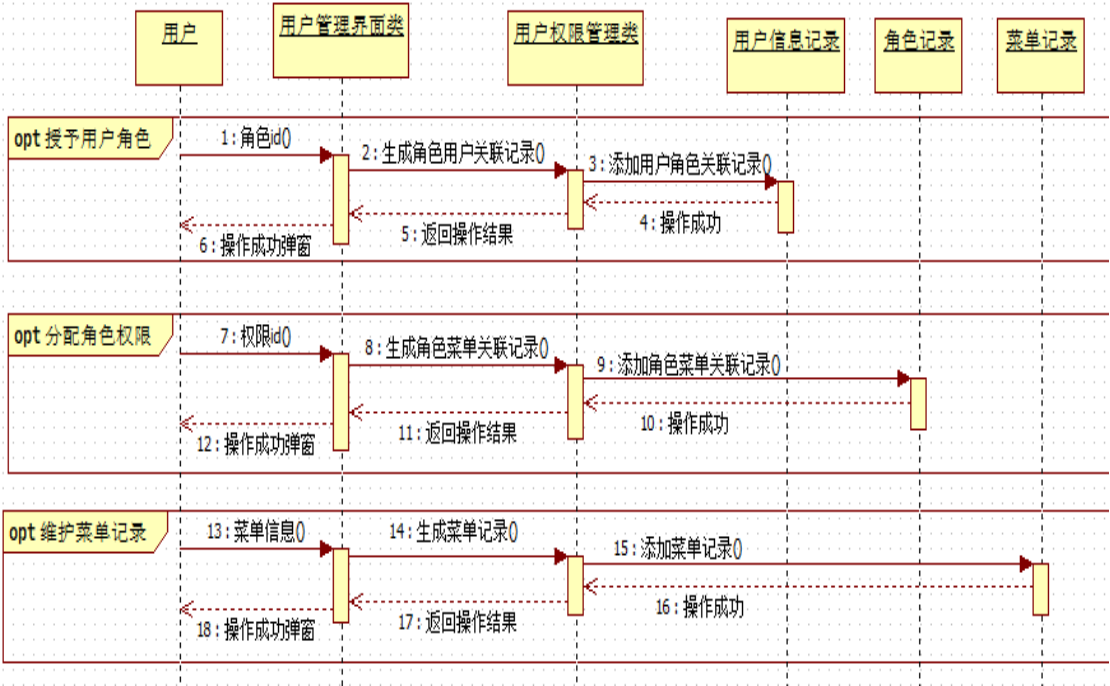 用户
用户管理界面类
用户权限管理类
用户信息记录
角色记录
菜单记录
opt 授予用户角色
1 : 角色id()
2 : 生成角色用户关联记录()
3 : 添加用户角色关联记录()
4 : 操作成功
5 : 返回操作结果
6 : 操作成功弹窗
opt 分配角色权限
7 : 权限id()
8 : 生成角色菜单关联记录()
9 : 添加角色菜单关联记录()
10 : 操作成功
11 : 返回操作结果
12 : 操作成功弹窗
opt 维护菜单记录
13 : 菜单信息()
14 : 生成菜单记录()
15 : 添加菜单记录()
16 : 操作成功
17 : 返回操作结果
18 : 操作成功弹窗